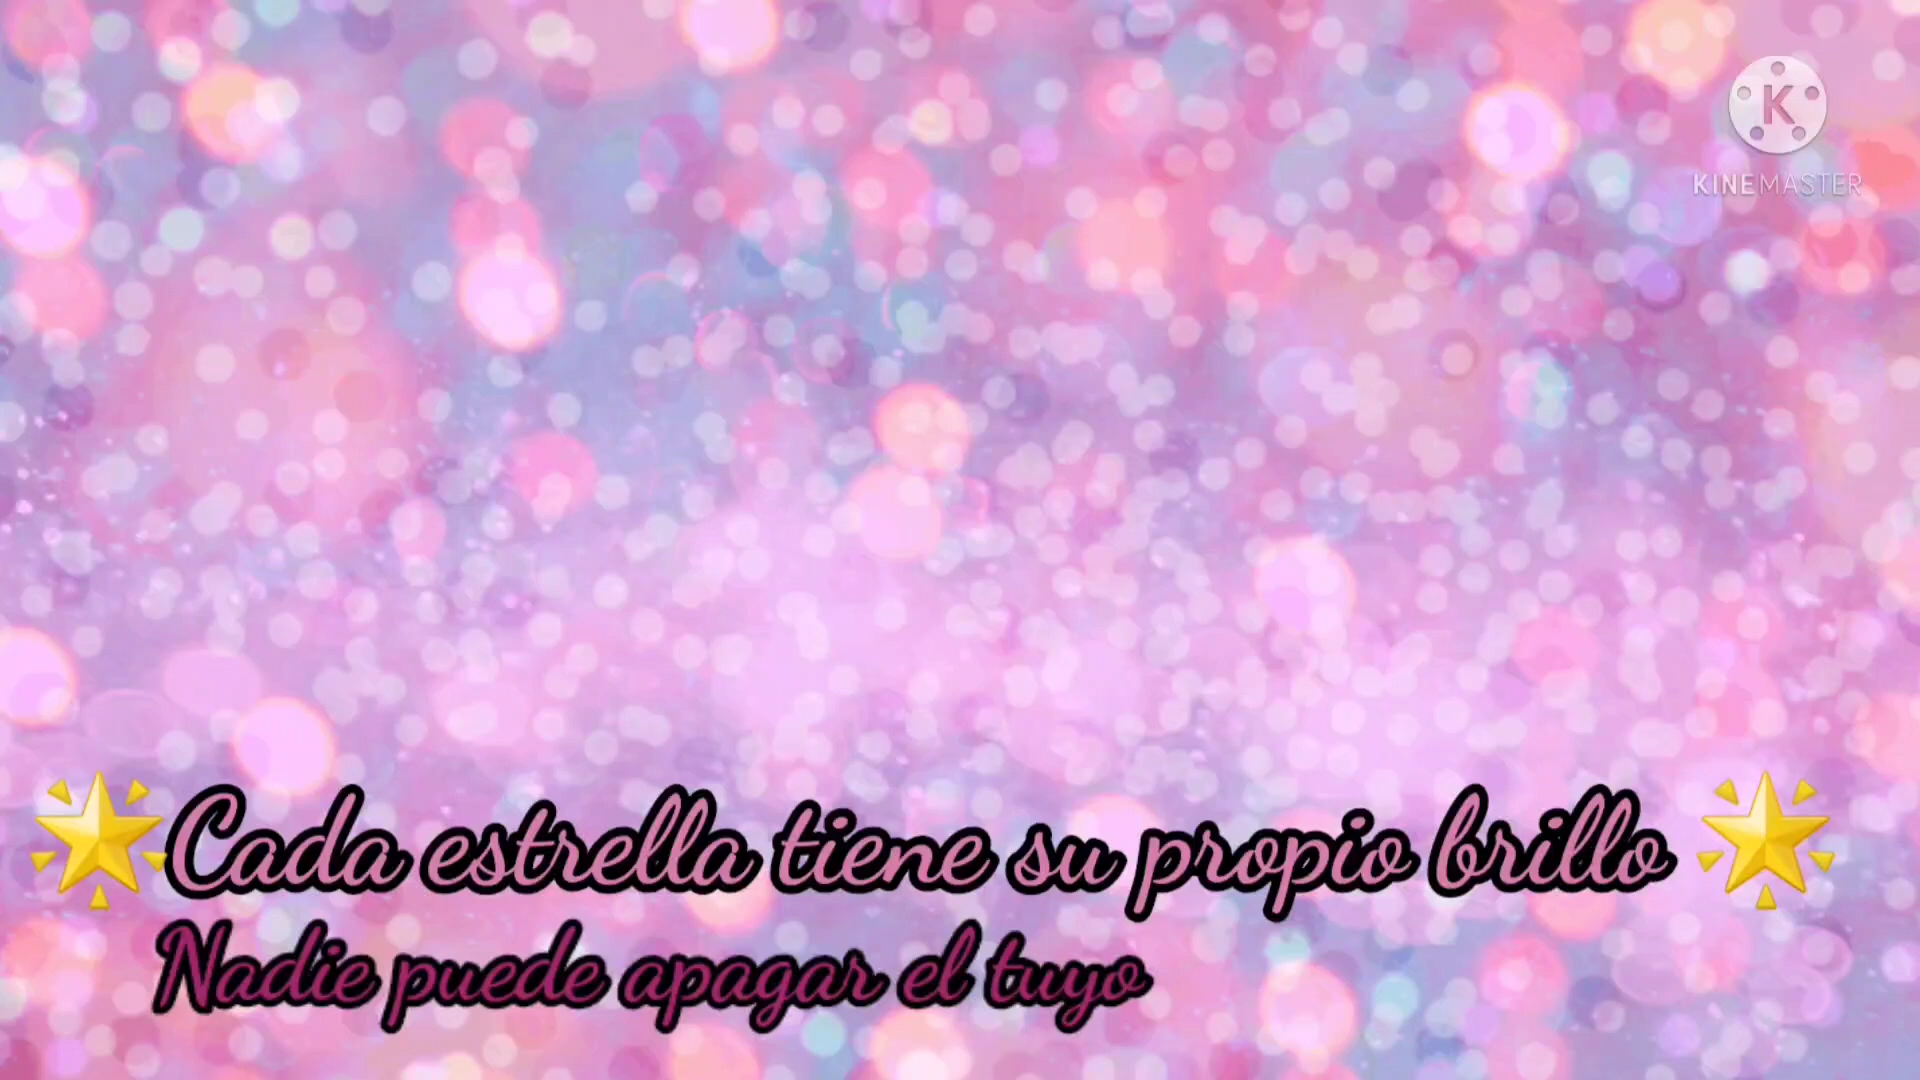 KINEMASTER
🌟Cada estrella tiene su propio brillo 🌟
Nadie puede apagar el tuyo